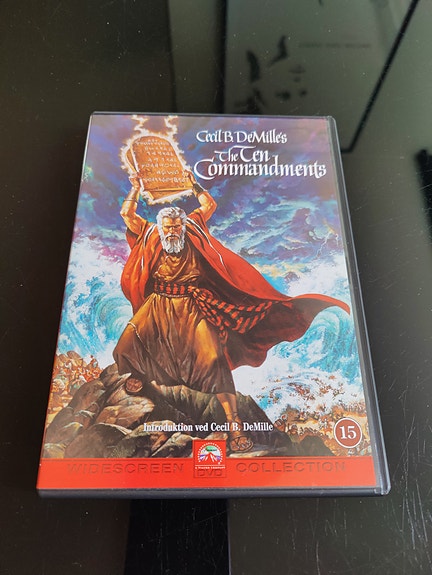 Cecil B. DeMille's
The Ten
Commandments
Introduktion ved Cecil B. DeMille
15
WIDESCREEN DVD COLLECTION